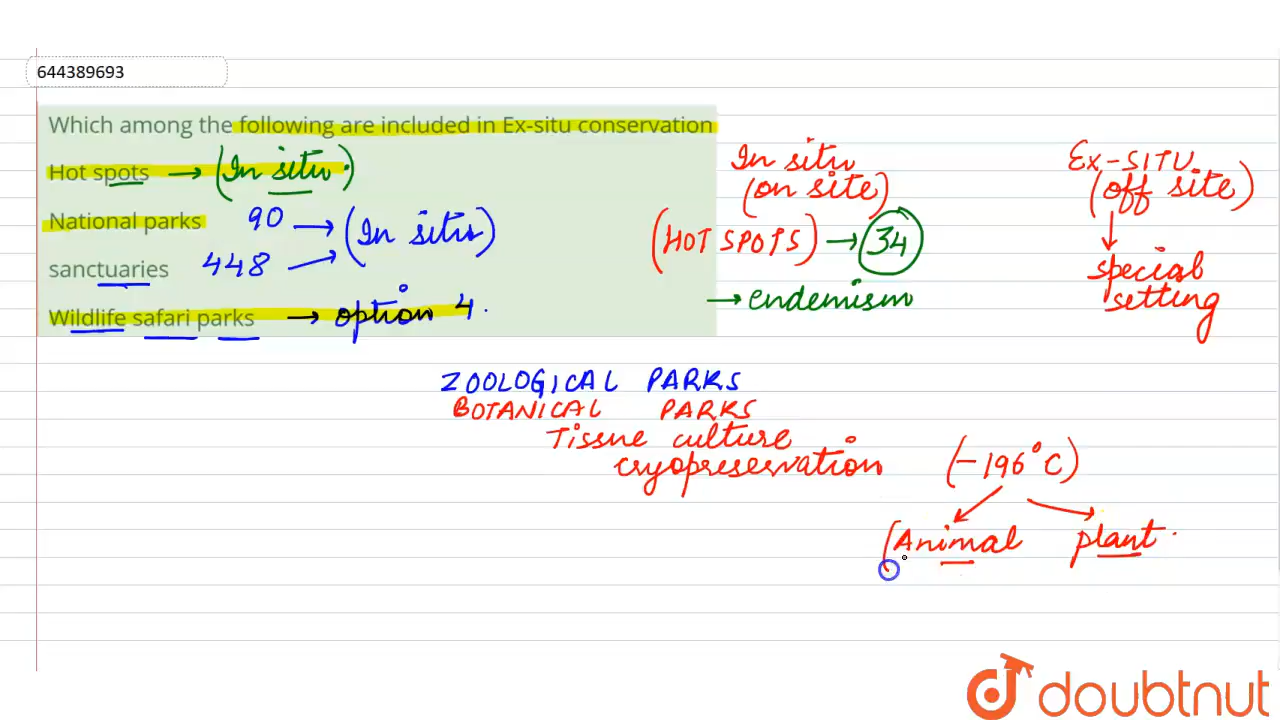 644389693
Which among the following are included in Ex-situ conservation
Hot spots → (In situ.)
National parks 90 → (In situ)
sanctuaries 448
Wildlife safari parks → option 4.
In situ
(on site)
(HOT SPOTS) → 34
→ endemism
EX-SITU
(off site)
special
setting
ZOOLOGICAL PARKS
BOTANICAL PARKS
Tissue culture
cryopreservation (-196°C)
(Animal plant.
doubtnut